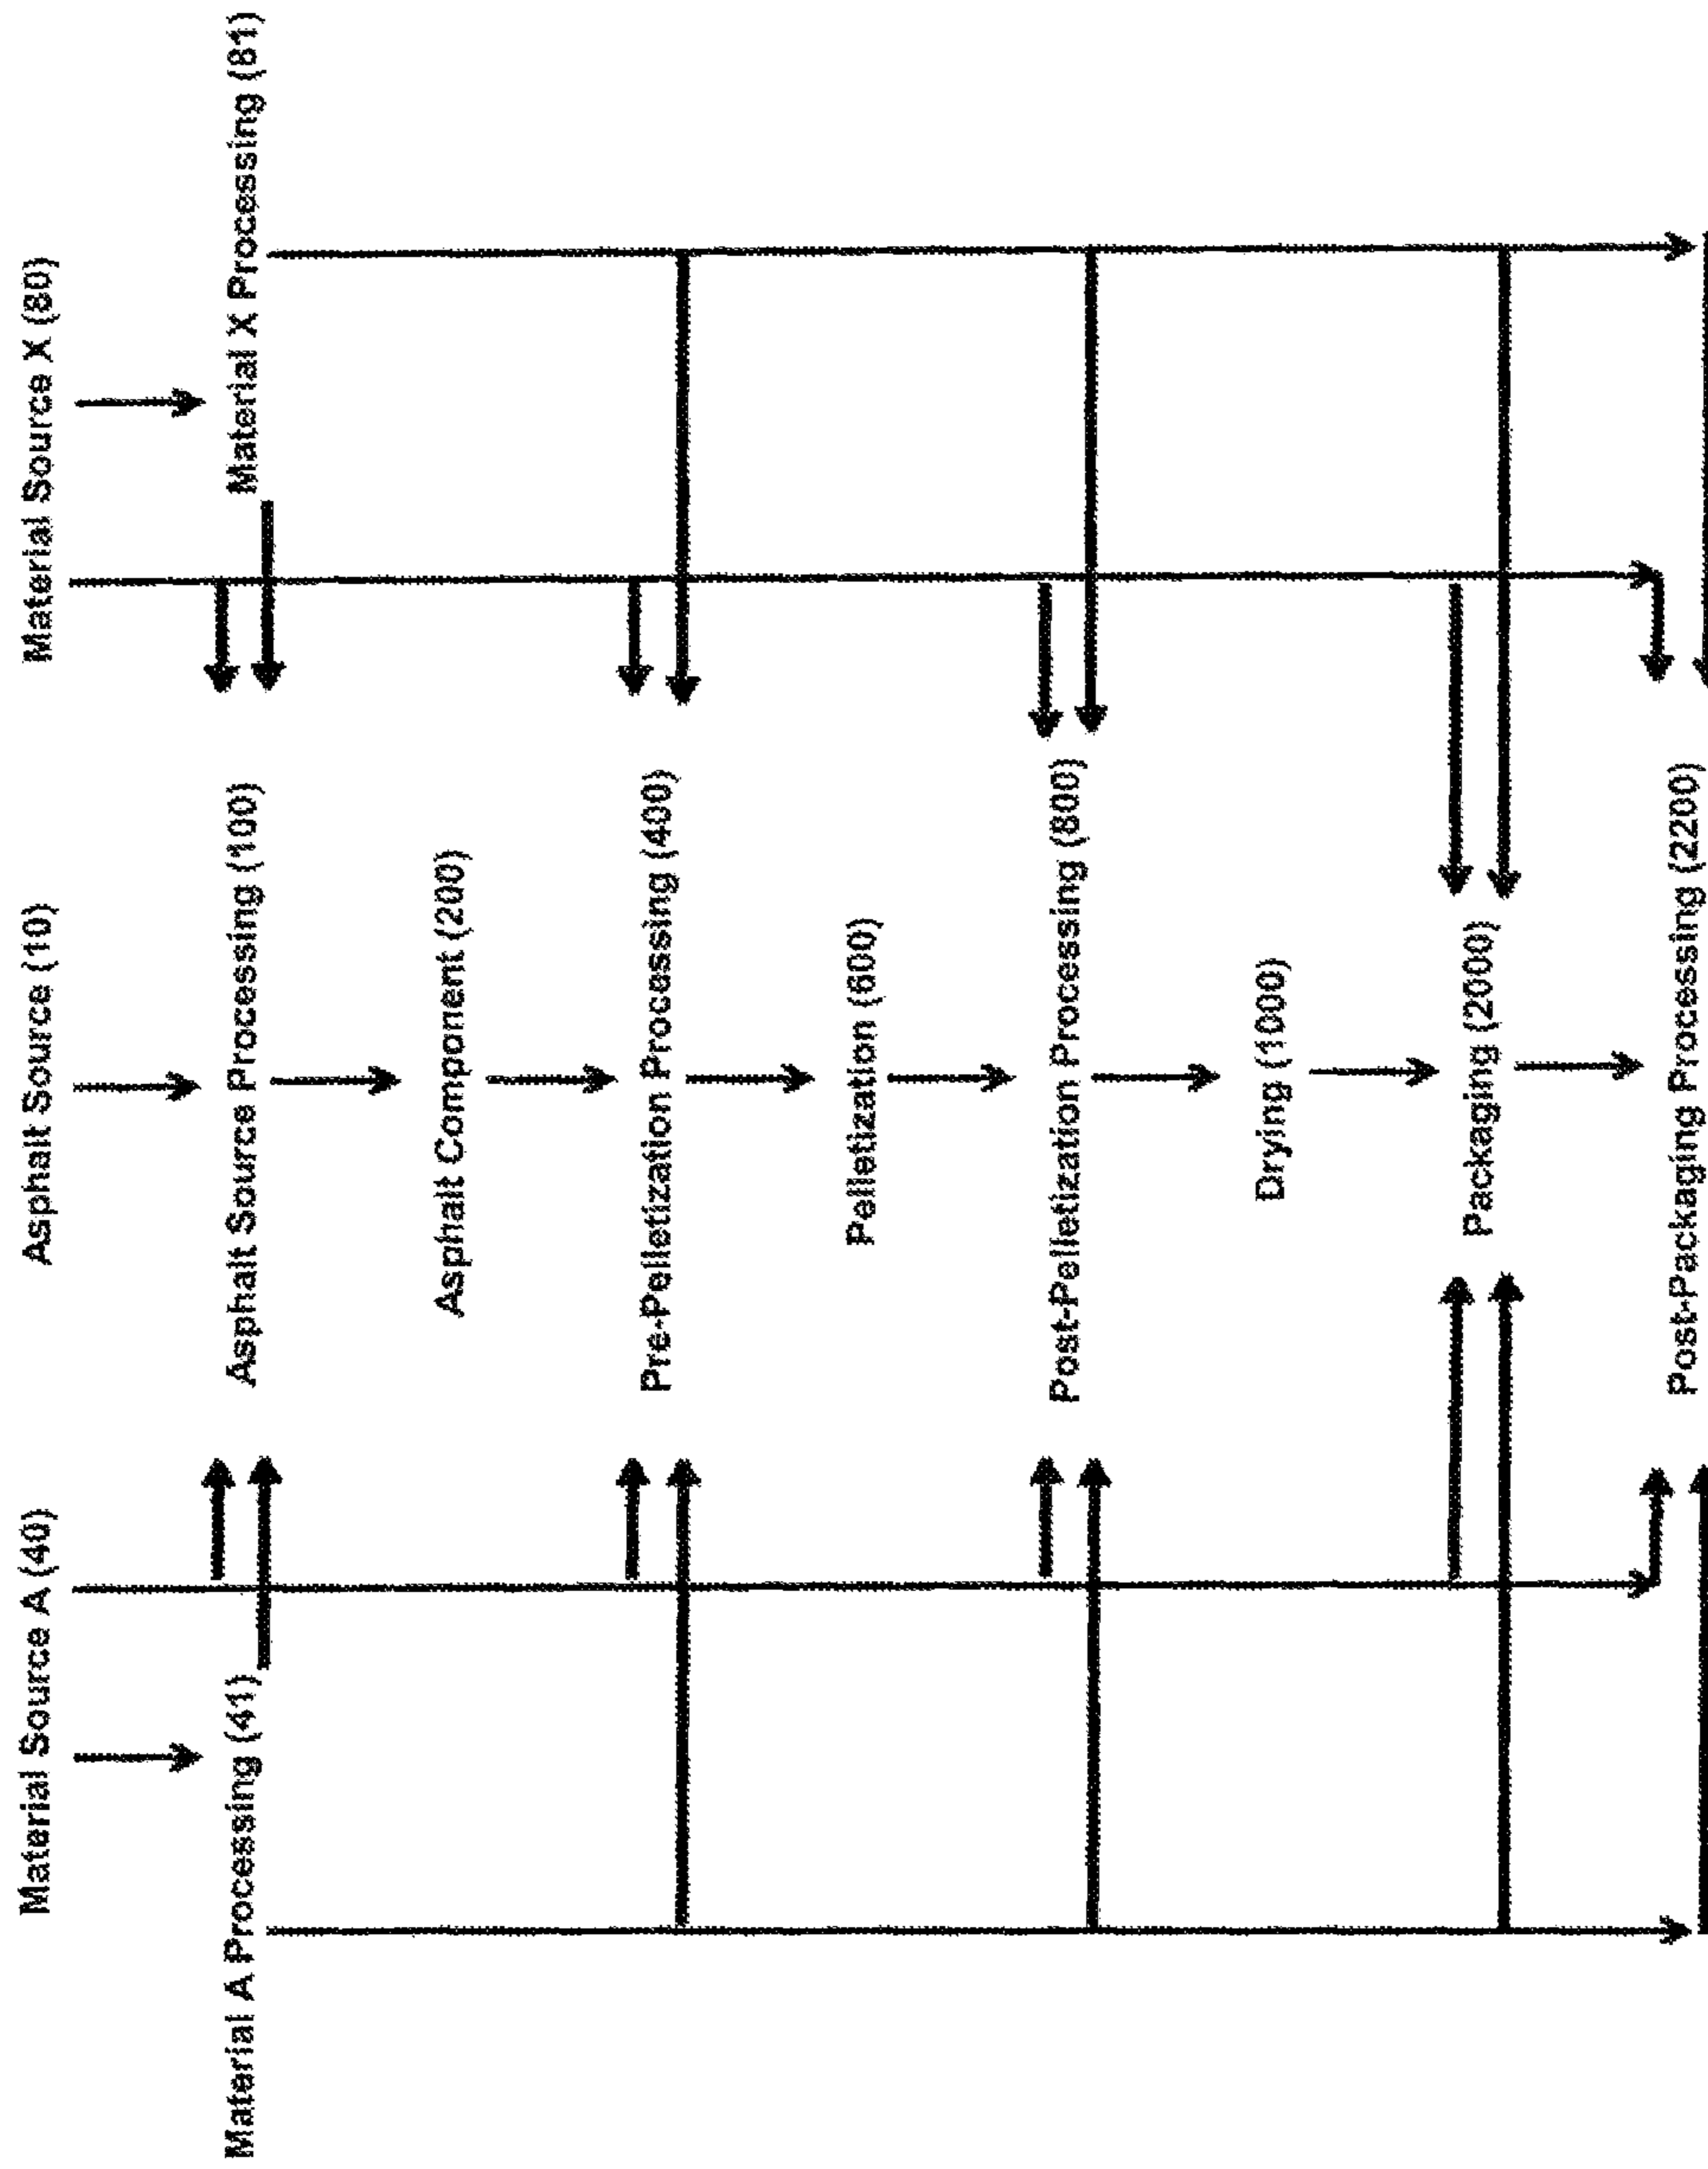 Material Source A (40)
Asphalt Source (10)
Material Source X (80)
Material A Processing (41)
Asphalt Source Processing (100)
Material X Processing (81)
Asphalt Component (200)
Pre-Pelletization Processing (400)
Pelletization (600)
Post-Pelletization Processing (800)
Drying (1000)
Packaging (2000)
Post-Packaging Processing (2200)